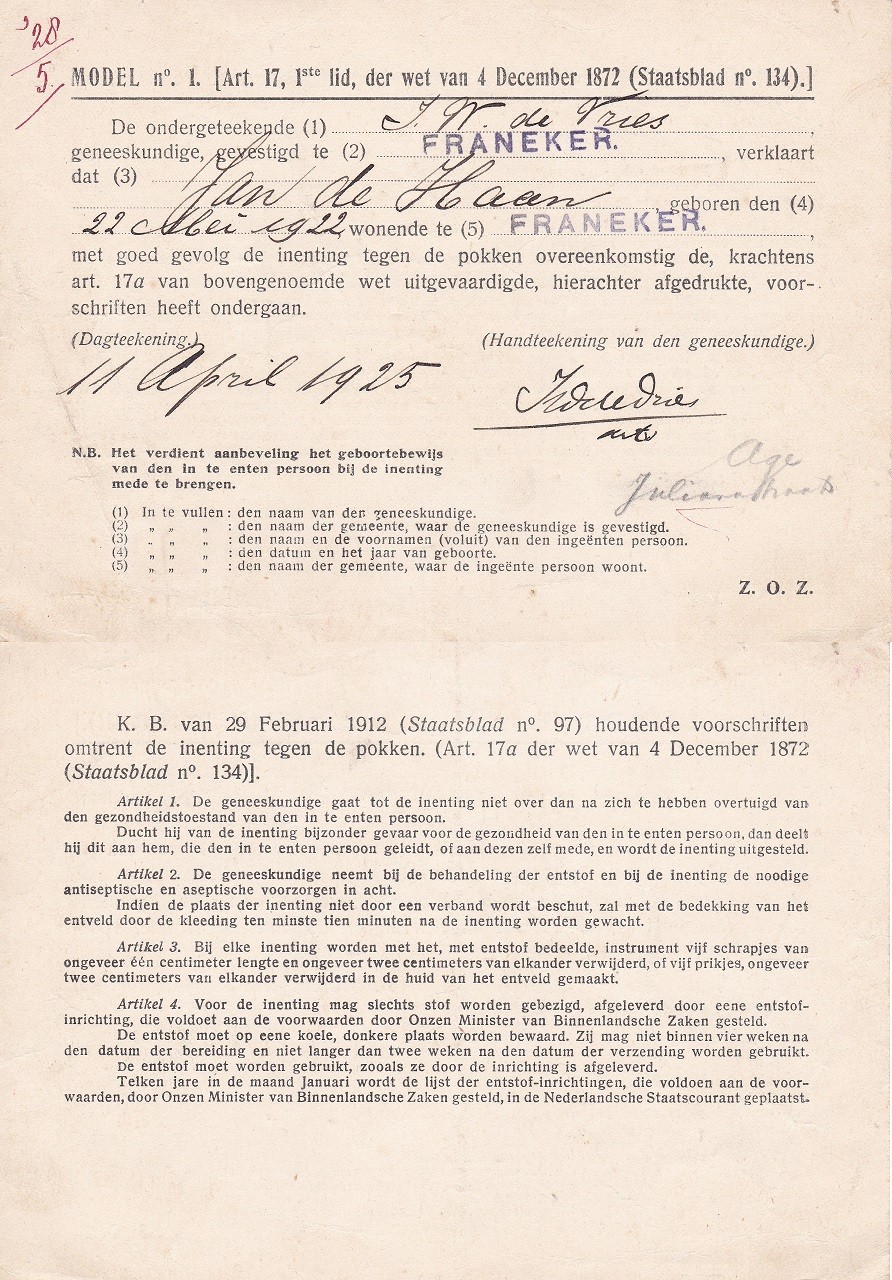 '28/5.
MODEL nº. 1. [Art. 17, 1ste lid, der wet van 4 December 1872 (Staatsblad nº. 134).]
De ondergeteekende (1) J. W. de Vries,
geneeskundige, gevestigd te (2) FRANEKER., verklaart
dat (3)
Jan de Haan, geboren den (4)
22 Mei 1922, wonende te (5) FRANEKER.,
met goed gevolg de inenting tegen de pokken overeenkomstig de, krachtens
art. 17a van bovengenoemde wet uitgevaardigde, hierachter afgedrukte, voor-
schriften heeft ondergaan.
(Dagteekening.) (Handteekening van den geneeskundige.)
11 April 1925 JWdeVries
arts
N.B. Het verdient aanbeveling het geboortebewijs
van den in te enten persoon bij de inenting
mede te brengen.
Age
Julianastraat
(1) In te vullen : den naam van den geneeskundige.
(2) „ „ „ : den naam der gemeente, waar de geneeskundige is gevestigd.
(3) „ „ „ : den naam en de voornamen (voluit) van den ingeënten persoon.
(4) „ „ „ : den datum en het jaar van geboorte.
(5) „ „ „ : den naam der gemeente, waar de ingeënte persoon woont.
Z. O. Z.
K. B. van 29 Februari 1912 (Staatsblad nº. 97) houdende voorschriften
omtrent de inenting tegen de pokken. (Art. 17a der wet van 4 December 1872
(Staatsblad nº. 134)].
Artikel 1. De geneeskundige gaat tot de inenting niet over dan na zich te hebben overtuigd van
den gezondheidstoestand van den in te enten persoon.
Ducht hij van de inenting bijzonder gevaar voor de gezondheid van den in te enten persoon, dan deelt
hij dit aan hem, die den in te enten persoon geleidt, of aan dezen zelf mede, en wordt de inenting uitgesteld.
Artikel 2. De geneeskundige neemt bij de behandeling der entstof en bij de inenting de noodige
antiseptische en aseptische voorzorgen in acht.
Indien de plaats der inenting niet door een verband wordt beschut, zal met de bedekking van het
entveld door de kleeding ten minste tien minuten na de inenting worden gewacht.
Artikel 3. Bij elke inenting worden met het, met entstof bedeelde, instrument vijf schrapjes van
ongeveer één centimeter lengte en ongeveer twee centimeters van elkander verwijderd, of vijf prikjes, ongeveer
twee centimeters van elkander verwijderd in de huid van het entveld gemaakt.
Artikel 4. Voor de inenting mag slechts stof worden gebezigd, afgeleverd door eene entstof-
inrichting, die voldoet aan de voorwaarden door Onzen Minister van Binnenlandsche Zaken gesteld.
De entstof moet op eene koele, donkere plaats worden bewaard. Zij mag niet binnen vier weken na
den datum der bereiding en niet langer dan twee weken na den datum der verzending worden gebruikt.
De entstof moet worden gebruikt, zooals ze door de inrichting is afgeleverd.
Telken jare in de maand Januari wordt de lijst der entstof-inrichtingen, die voldoen aan de voor-
waarden, door Onzen Minister van Binnenlandsche Zaken gesteld, in de Nederlandsche Staatscourant geplaatst.